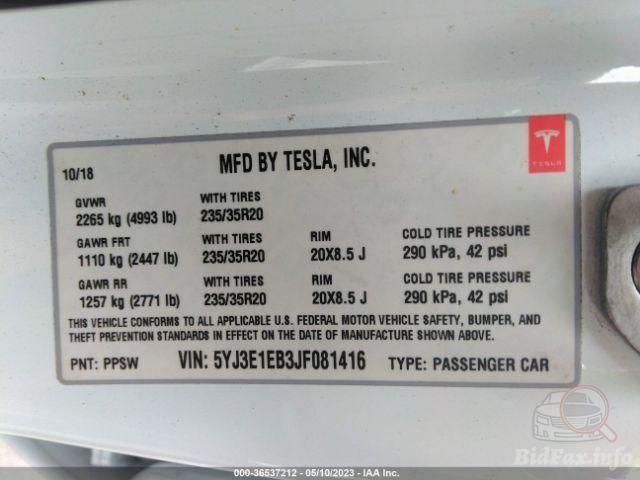 10/18
MFD BY TESLA, INC.
TESLA
GVWR WITH TIRES
2265 kg (4993 lb) 235/35R20
GAWR FRT WITH TIRES RIM COLD TIRE PRESSURE
1110 kg (2447 lb) 235/35R20 20X8.5 J 290 kPa, 42 psi
GAWR RR WITH TIRES RIM COLD TIRE PRESSURE
1257 kg (2771 lb) 235/35R20 20X8.5 J 290 kPa, 42 psi
THIS VEHICLE CONFORMS TO ALL APPLICABLE U.S. FEDERAL MOTOR VEHICLE SAFETY, BUMPER, AND
THEFT PREVENTION STANDARDS IN EFFECT ON THE DATE OF MANUFACTURE SHOWN ABOVE.
PNT: PPSW VIN: 5YJ3E1EB3JF081416 TYPE: PASSENGER CAR
BidFax.info
000-36537212 - 05/10/2023 - IAA Inc.